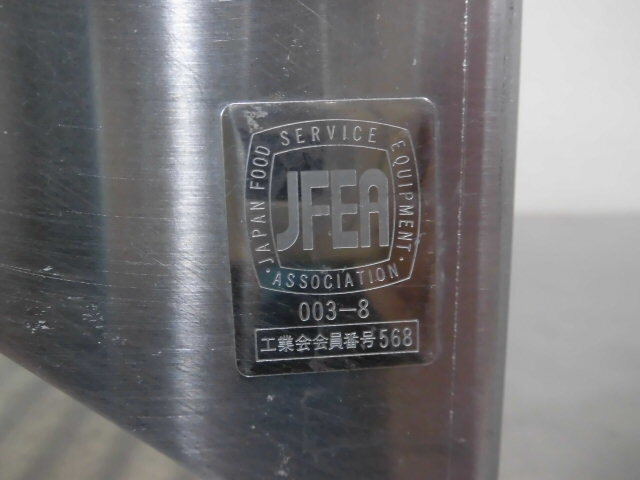 JAPAN FOOD SERVICE EQUIPMENT
· ASSOCIATION ·
JFEA
003-8
工業会会員番号568